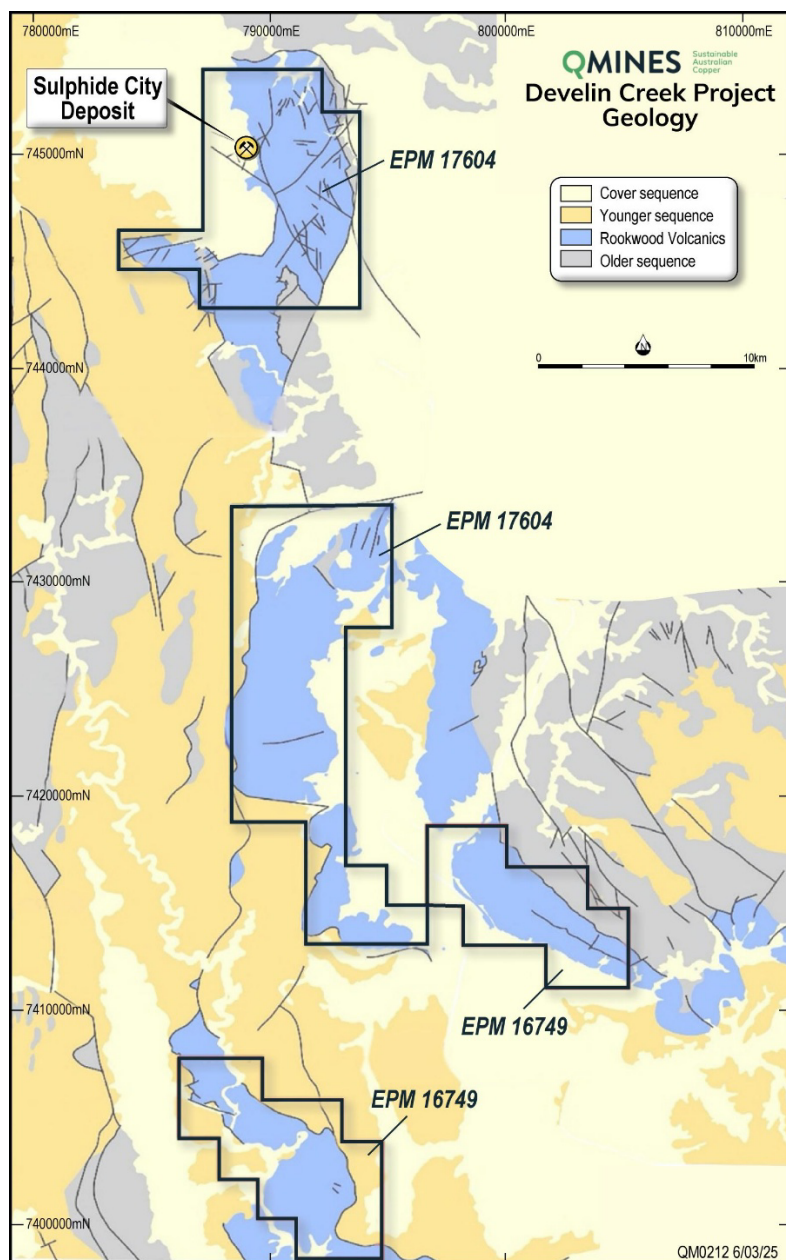 780000mE
790000mE
800000mE
810000mE
QMINES
Sustainable
Australian
Copper
Develin Creek Project
Geology
Sulphide City
Deposit
745000mN
EPM 17604
Cover sequence
Younger sequence
Rookwood Volcanics
Older sequence
N
0
10km
744000mN
EPM 17604
7430000mN
7420000mN
7410000mN
EPM 16749
EPM 16749
7400000mN
QM0212 6/03/25